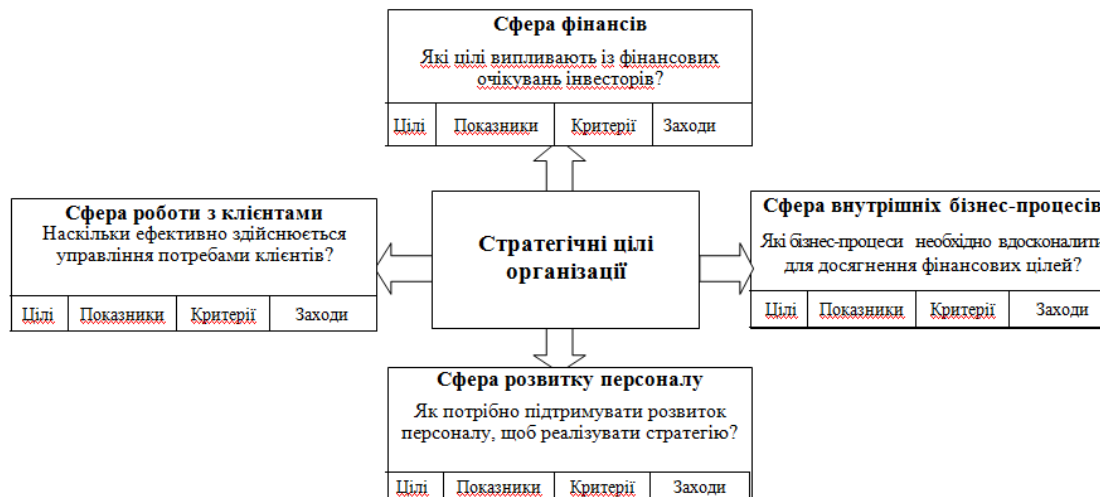 Сфера фінансів
Які цілі випливають із фінансових
очікувань інвесторів?
Цілі Показники Критерії Заходи
Сфера роботи з клієнтами
Наскільки ефективно здійснюється
управління потребами клієнтів?
Цілі Показники Критерії Заходи
Стратегічні цілі
організації
Сфера внутрішніх бізнес-процесів
Які бізнес-процеси необхідно вдосконалити
для досягнення фінансових цілей?
Цілі Показники Критерії Заходи
Сфера розвитку персоналу
Як потрібно підтримувати розвиток
персоналу, щоб реалізувати стратегію?
Цілі Показники Критерії Заходи